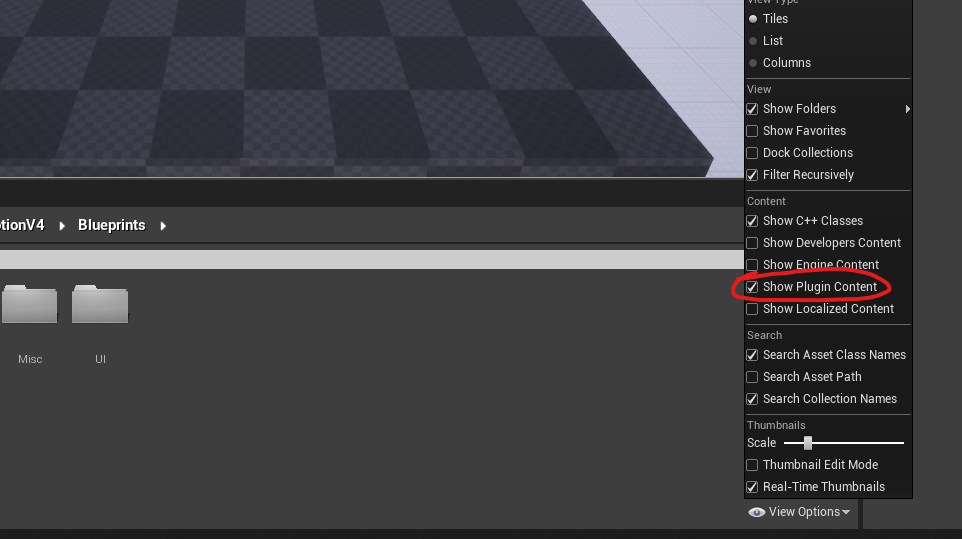 View Type
Tiles
List
Columns
View
Show Folders
Show Favorites
Dock Collections
Filter Recursively
Content
Show C++ Classes
Show Developers Content
Show Engine Content
Show Plugin Content
Show Localized Content
Search
Search Asset Class Names
Search Asset Path
Search Collection Names
Thumbnails
Scale
Thumbnail Edit Mode
Real-Time Thumbnails
View Options
tionV4 Blueprints
Misc UI